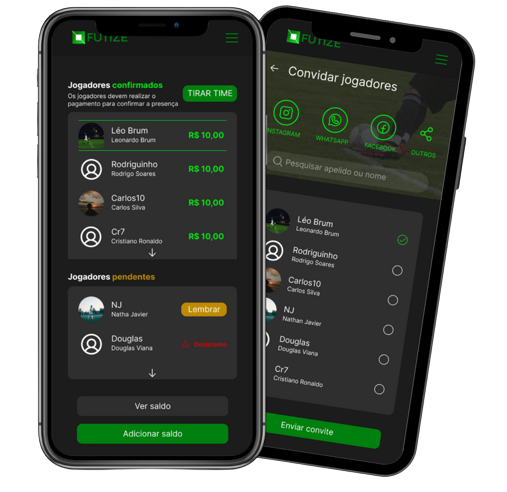 FUTIZE
Jogadores confirmados
Os jogadores devem realizar o
pagamento para confirmar a presença
TIRAR TIME
Léo Brum
Leonardo Brum
R$ 10,00
Rodriguinho
Rodrigo Soares
R$ 10,00
Carlos10
Carlos Silva
R$ 10,00
Cr7
Cristiano Ronaldo
R$ 10,00
Jogadores pendentes
NJ
Natha Javier
Lembrar
Douglas
Douglas Viana
Ver saldo
Adicionar saldo
FUTIZE
Convidar jogadores
INSTAGRAM
WHATSAPP
FACEBOOK
OUTROS
Pesquisar apelido ou nome
Léo Brum
Leonardo Brum
Rodriguinho
Rodrigo Soares
Carlos10
Carlos Silva
NJ
Nathan Javier
Douglas
Douglas Viana
Cr7
Cristiano Ronaldo
Enviar convite